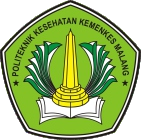 ★ POLITEKNIK KESEHATAN KEMENKES MALANG ★